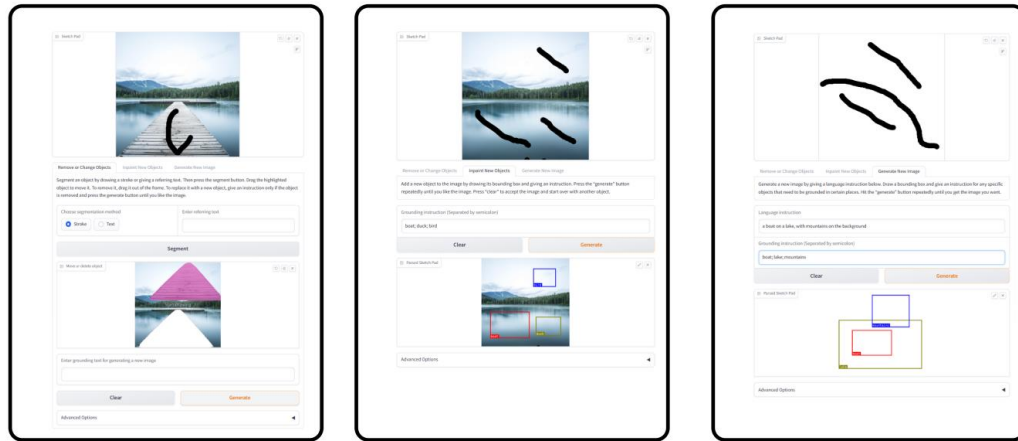 Sketch Pad
Remove or Change Objects Inpaint New Objects Generate New Image
Segment an object by drawing a stroke or giving a referring text. Then press the segment button. Drag the highlighted
object to move it. To remove it, drag it out of the frame. To replace it with a new object, give an instruction only if the object
is removed and press the generate button until you like the image.
Choose segmentation method
Stroke Text
Enter referring text
Segment
Move or delete object
Enter grounding text for generating a new image
Clear Generate
Advanced Options
Sketch Pad
Remove or Change Objects Inpaint New Objects Generate New Image
Add a new object to the image by drawing its bounding box and giving an instruction. Press the "generate" button
repeatedly until you like the image. Press "clear" to accept the image and start over with another object.
Grounding instruction (Separated by semicolon)
boat; duck; bird
Clear Generate
Parsed Sketch Pad
Advanced Options
Sketch Pad
Remove or Change Objects Inpaint New Objects Generate New Image
Generate a new image by giving a language instruction below. Draw a bounding box and give an instruction for any specific
objects that need to be grounded in certain places. Hit the "generate" button repeatedly until you get the image you want.
Language instruction
a boat on a lake, with mountains on the background
Grounding instruction (Separated by semicolon)
boat; lake; mountains
Clear Generate
Parsed Sketch Pad
Advanced Options